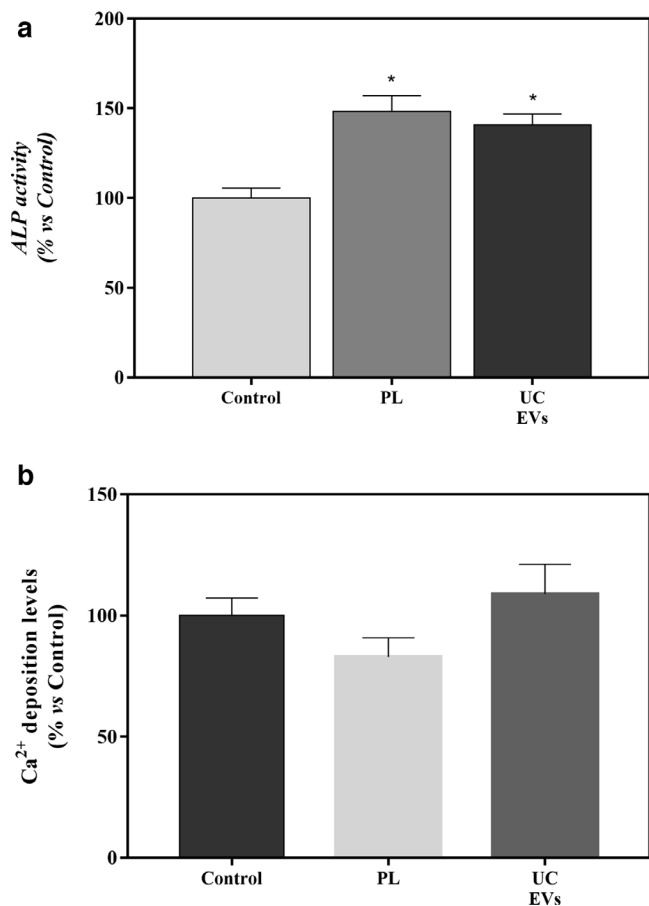 a
ALP activity
(% vs Control)
200
150
100
50
0
*
*
Control
PL
UC
EVs
b
Ca²⁺ deposition levels
(% vs Control)
150
100
50
0
Control
PL
UC
EVs